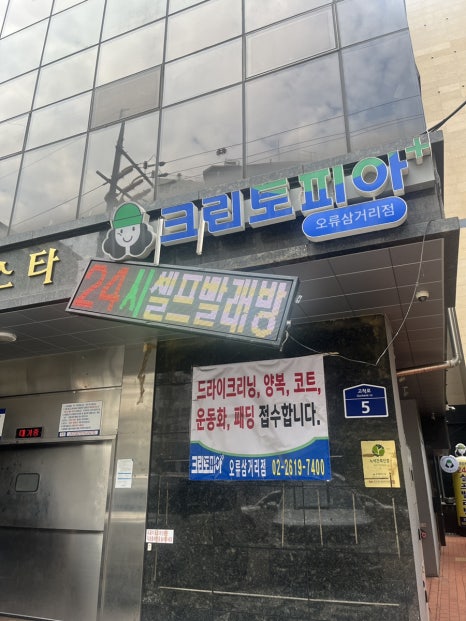 크린토피아+
오류삼거리점
스타
24시셀프빨래방
드라이크리닝, 양복, 코트,
운동화, 패딩 접수합니다.
크린토피아 오류삼거리점 02-2619-7400
고척로
5